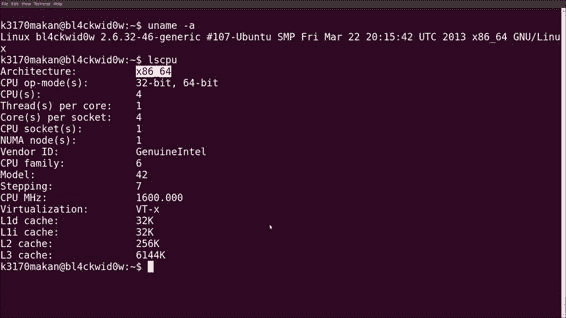 File Edit View Terminal Help
k3170makan@bl4ckwid0w:~$ uname -a
Linux bl4ckwid0w 2.6.32-46-generic #107-Ubuntu SMP Fri Mar 22 20:15:42 UTC 2013 x86_64 GNU/Linu
x
k3170makan@bl4ckwid0w:~$ lscpu
Architecture: x86_64
CPU op-mode(s): 32-bit, 64-bit
CPU(s): 4
Thread(s) per core: 1
Core(s) per socket: 4
CPU socket(s): 1
NUMA node(s): 1
Vendor ID: GenuineIntel
CPU family: 6
Model: 42
Stepping: 7
CPU MHz: 1600.000
Virtualization: VT-x
L1d cache: 32K
L1i cache: 32K
L2 cache: 256K
L3 cache: 6144K
k3170makan@bl4ckwid0w:~$